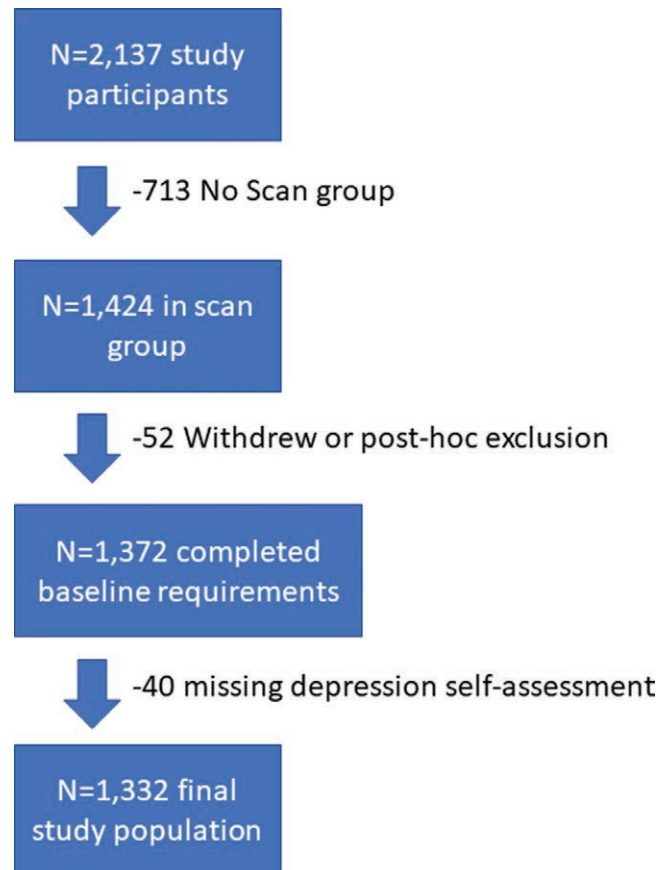 N=2,137 study
participants
-713 No Scan group
N=1,424 in scan
group
-52 Withdrew or post-hoc exclusion
N=1,372 completed
baseline requirements
-40 missing depression self-assessment
N=1,332 final
study population